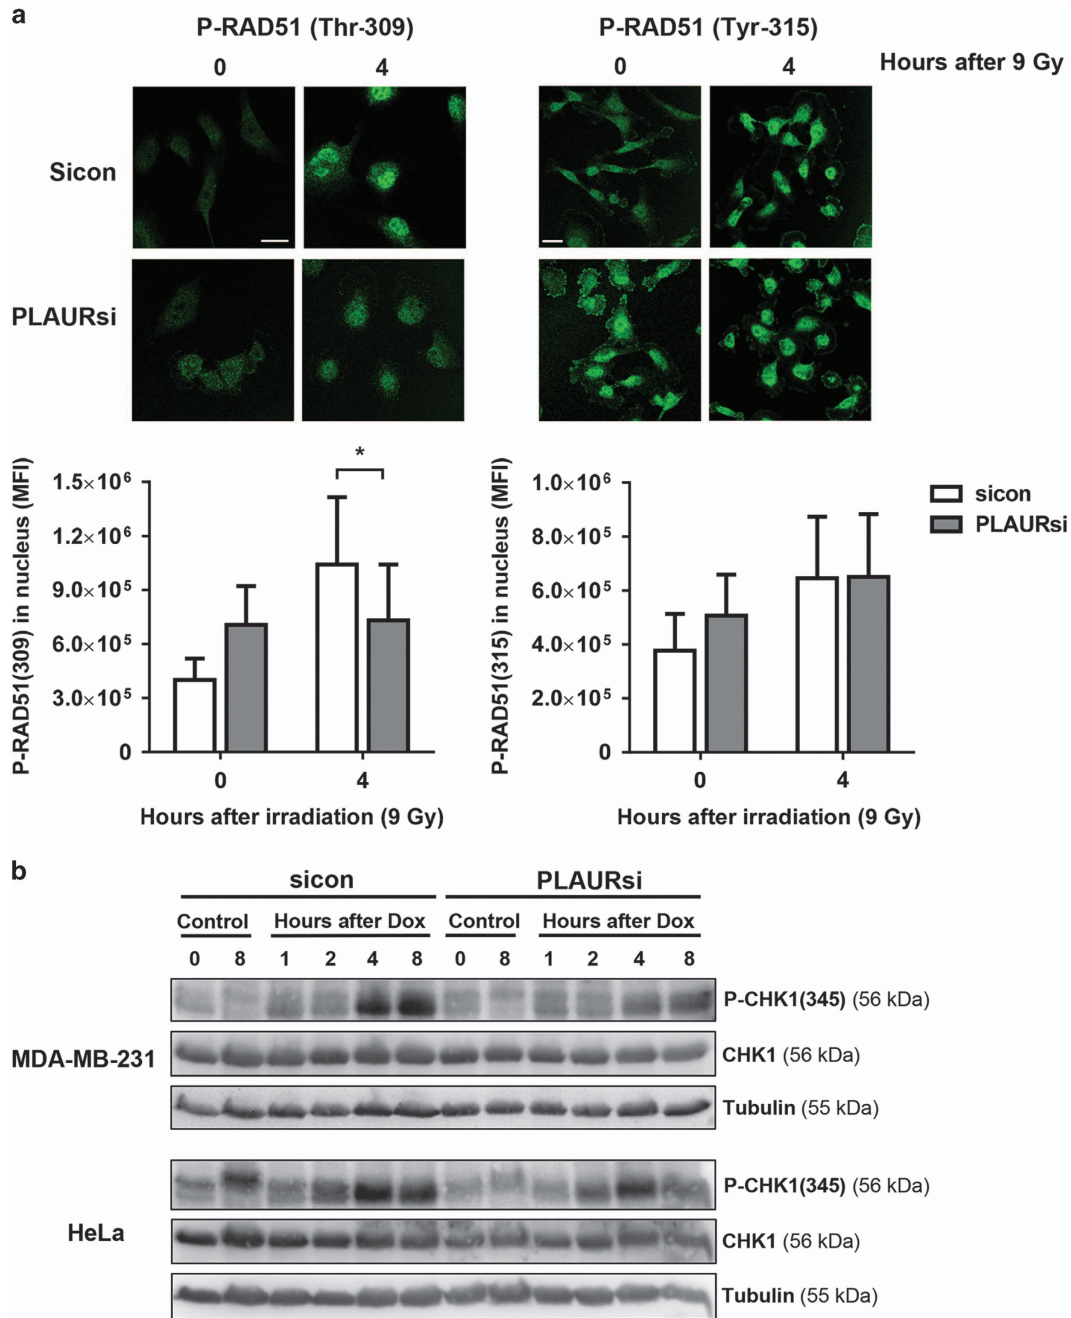 a
P-RAD51 (Thr-309)
P-RAD51 (Tyr-315)
0
4
0
4
Hours after 9 Gy
Sicon
PLAURsi
P-RAD51(309) in nucleus (MFI)
1.5×10⁶
1.2×10⁶
9.0×10⁵
6.0×10⁵
3.0×10⁵
0
*
0
4
Hours after irradiation (9 Gy)
P-RAD51(315) in nucleus (MFI)
1.0×10⁶
8.0×10⁵
6.0×10⁵
4.0×10⁵
2.0×10⁵
0
0
4
Hours after irradiation (9 Gy)
sicon
PLAURsi
b
sicon
PLAURsi
Control
Hours after Dox
Control
Hours after Dox
0 8 1 2 4 8 0 8 1 2 4 8
P-CHK1(345) (56 kDa)
MDA-MB-231
CHK1 (56 kDa)
Tubulin (55 kDa)
P-CHK1(345) (56 kDa)
HeLa
CHK1 (56 kDa)
Tubulin (55 kDa)